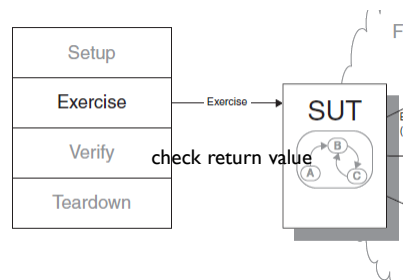 Setup
Exercise
Verify
Teardown
Exercise
check return value
SUT
B
A
C
F
E
(